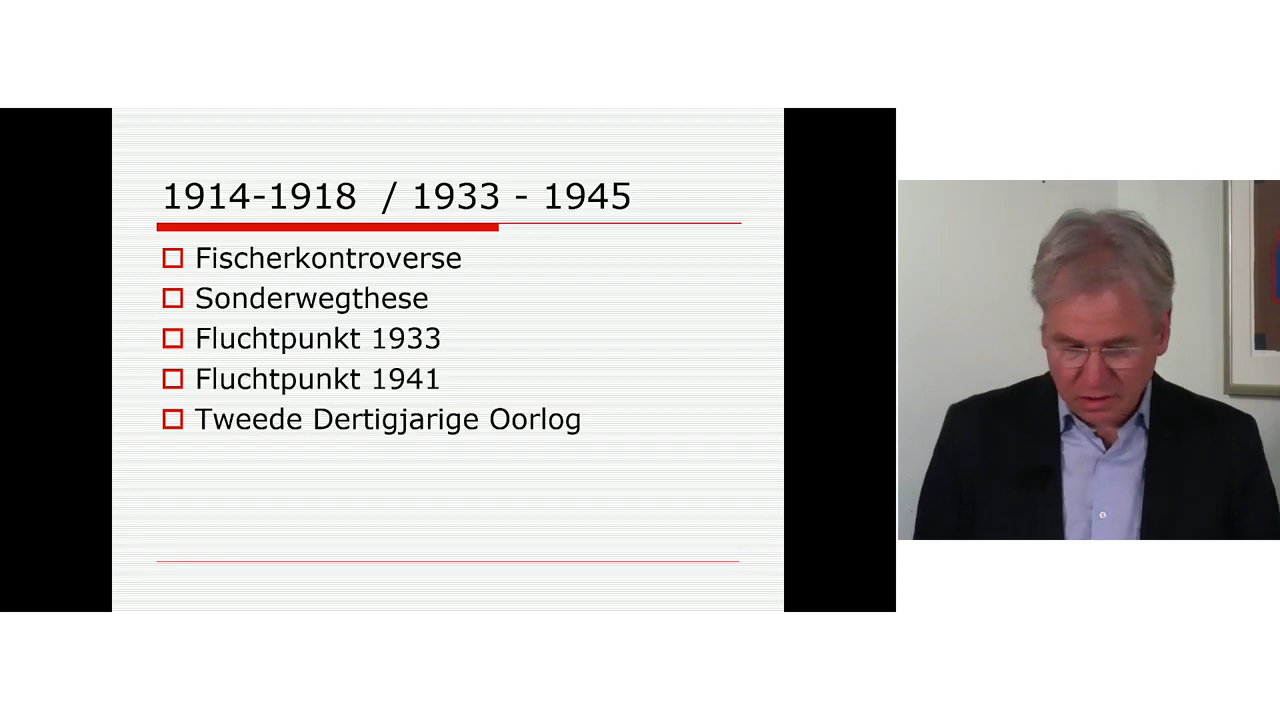 1914-1918 / 1933 - 1945
Fischerkontroverse
Sonderwegthese
Fluchtpunkt 1933
Fluchtpunkt 1941
Tweede Dertigjarige Oorlog